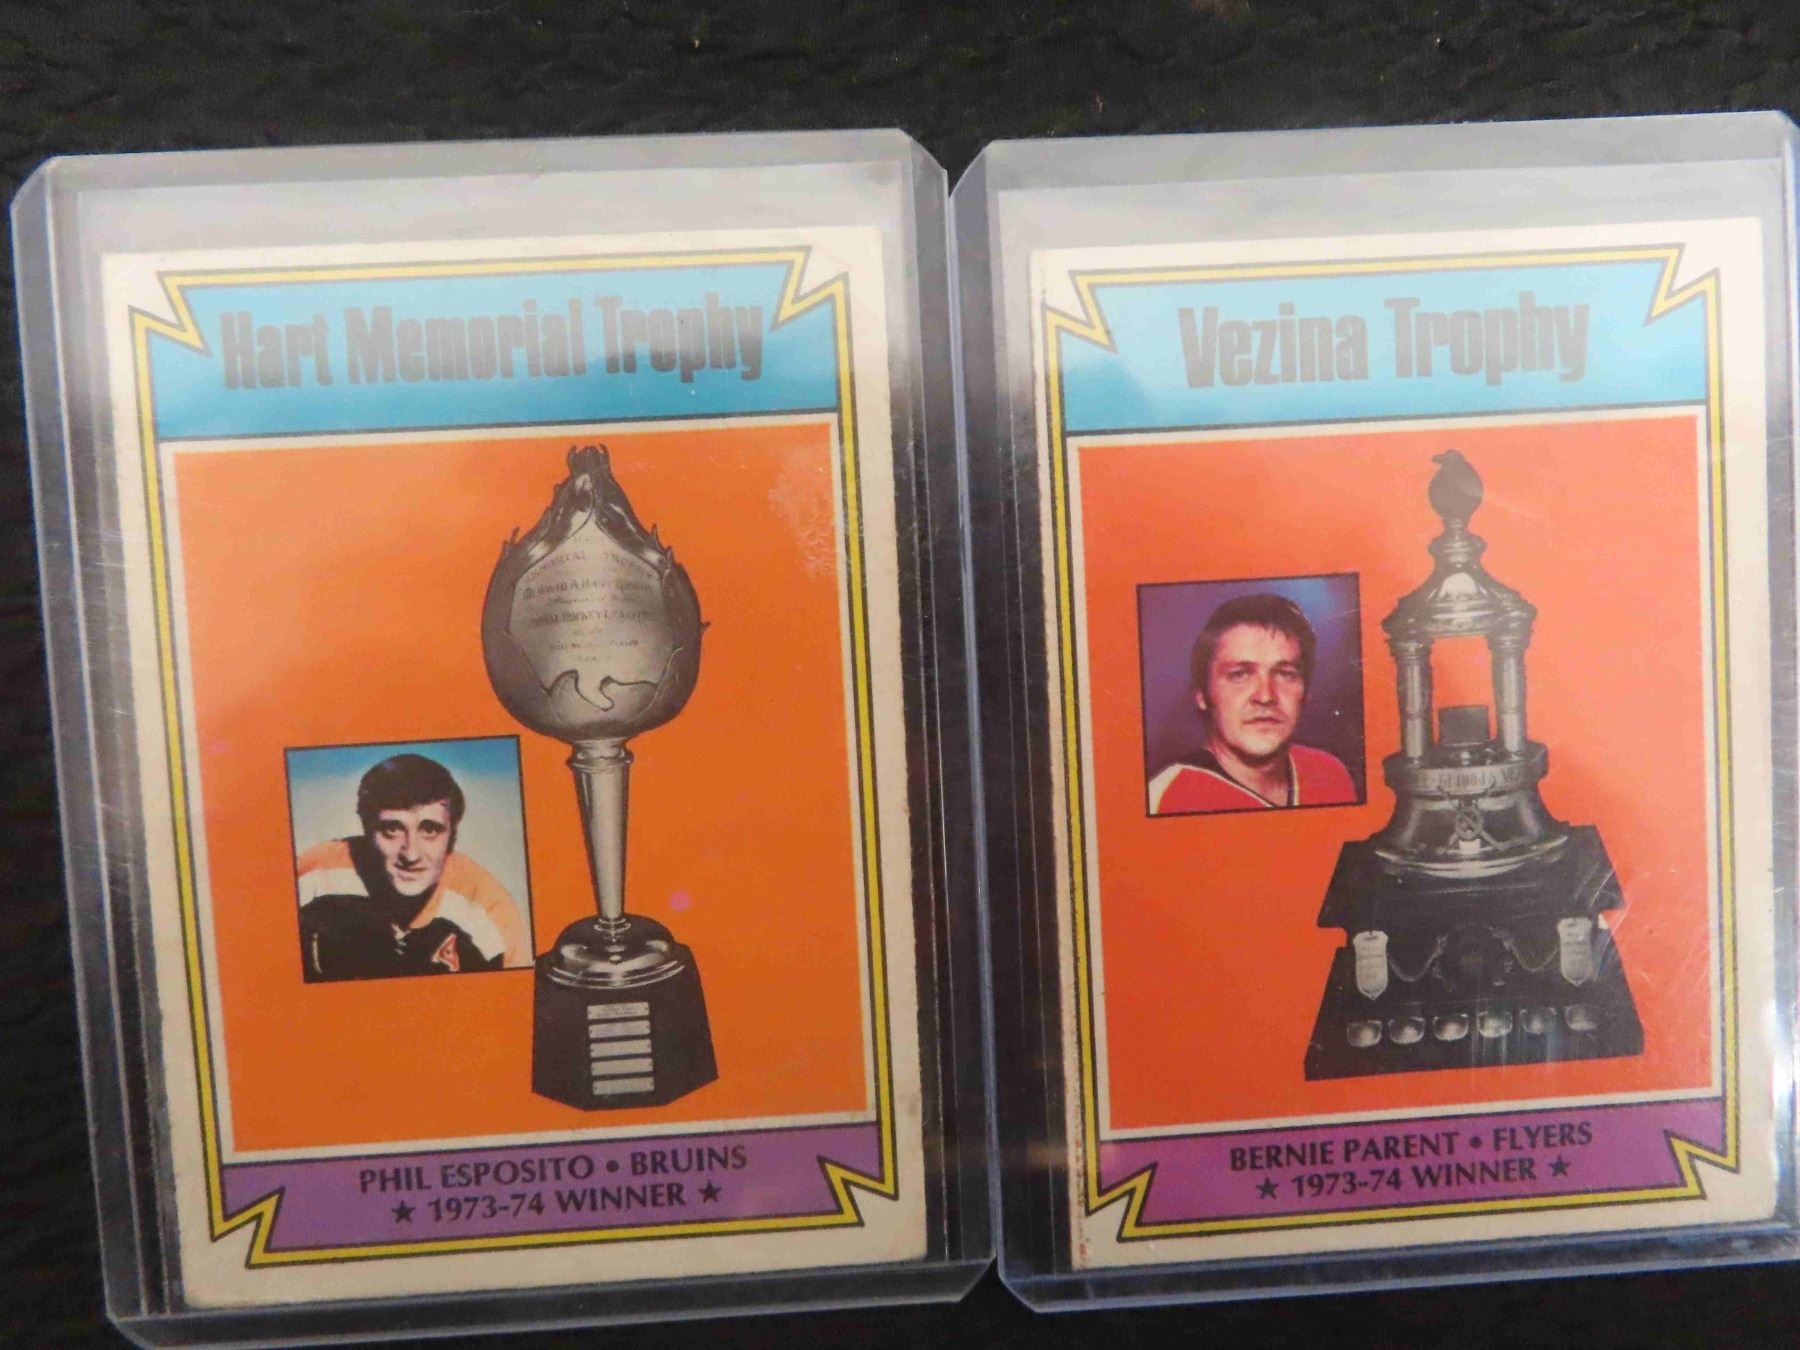 Hart Memorial Trophy
PHIL ESPOSITO • BRUINS
★ 1973-74 WINNER ★
Vezina Trophy
BERNIE PARENT • FLYERS
★ 1973-74 WINNER ★